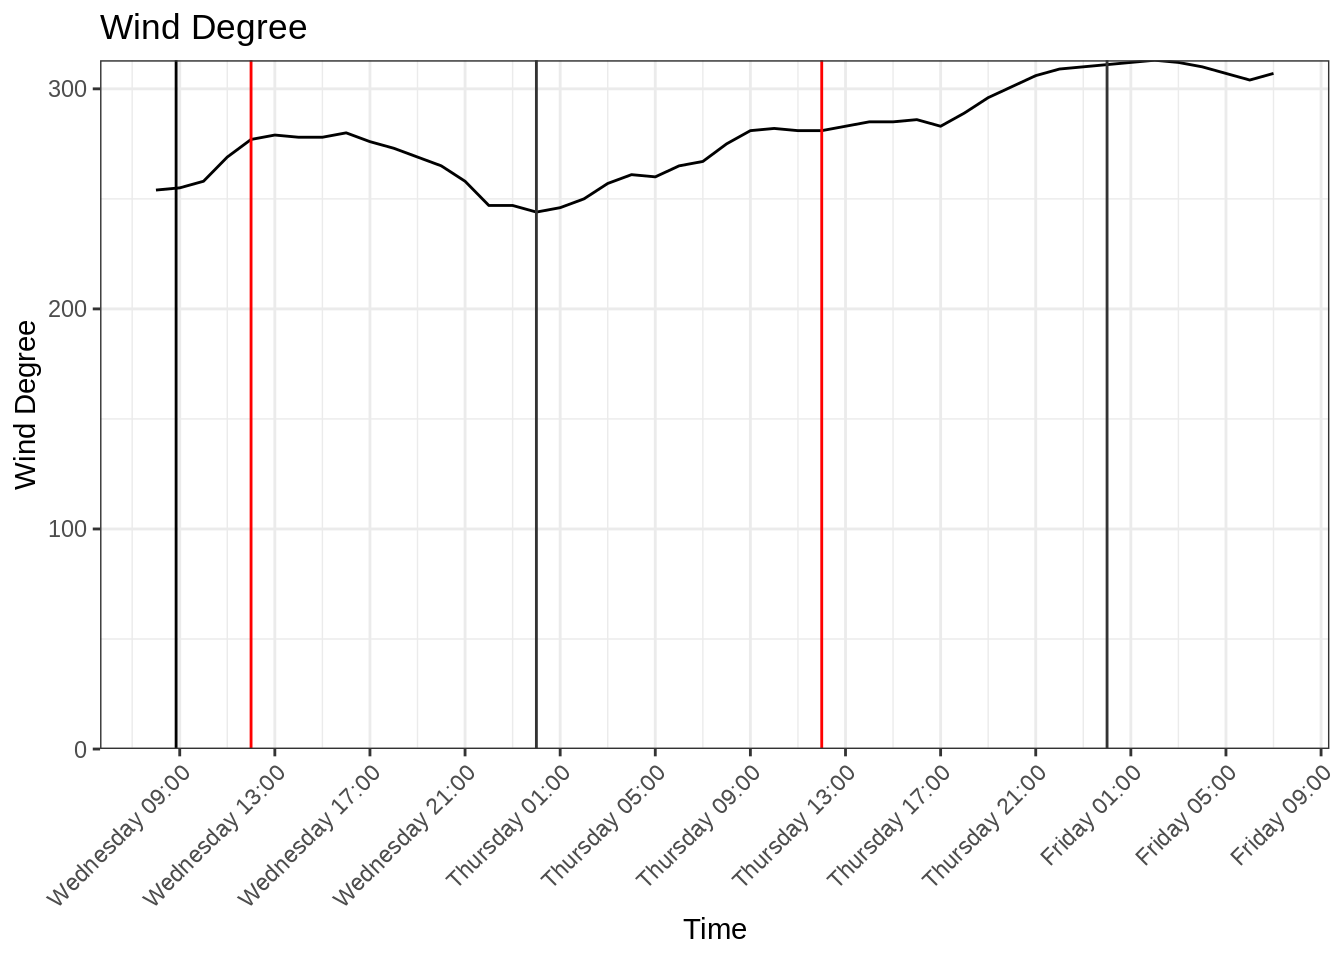 Wind Degree
300
200
100
0
Wind Degree
Wednesday 09:00
Wednesday 13:00
Wednesday 17:00
Wednesday 21:00
Thursday 01:00
Thursday 05:00
Thursday 09:00
Thursday 13:00
Thursday 17:00
Thursday 21:00
Friday 01:00
Friday 05:00
Friday 09:00
Time